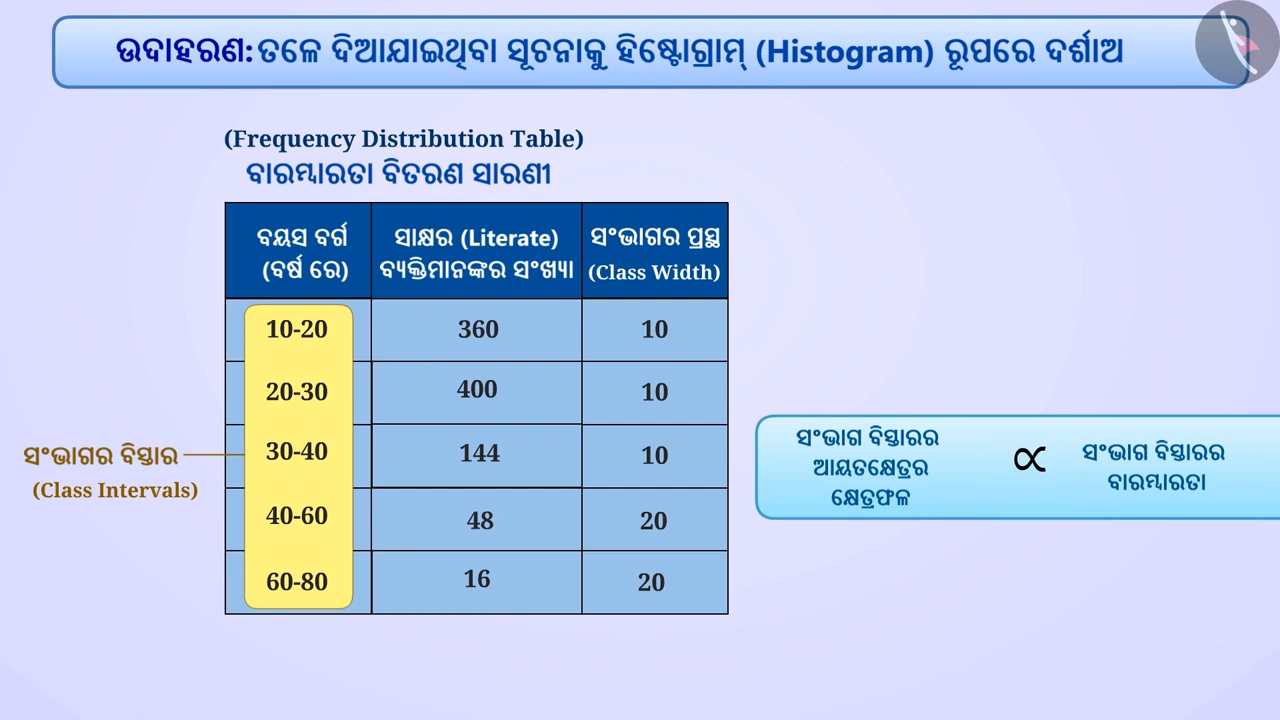 ଉଦାହରଣ: ତଳେ ଦିଆଯାଇଥିବା ସୂଚନାକୁ ହିଷ୍ଟୋଗ୍ରାମ୍ (Histogram) ରୂପରେ ଦର୍ଶାଅ
(Frequency Distribution Table)
ବାରମ୍ବାରତା ବିତରଣ ସାରଣୀ
ବୟସ ବର୍ଗ
(ବର୍ଷ ରେ)
ସାକ୍ଷର (Literate)
ବ୍ୟକ୍ତିମାନଙ୍କର ସଂଖ୍ୟା
ସଂଭାଗର ପ୍ରସ୍ଥ
(Class Width)
10-20 360 10
20-30 400 10
30-40 144 10
40-60 48 20
60-80 16 20
ସଂଭାଗର ବିସ୍ତାର
(Class Intervals)
ସଂଭାଗ ବିସ୍ତାରର
ଆୟତକ୍ଷେତ୍ରର
କ୍ଷେତ୍ରଫଳ
∝
ସଂଭାଗ ବିସ୍ତାରର
ବାରମ୍ବାରତା